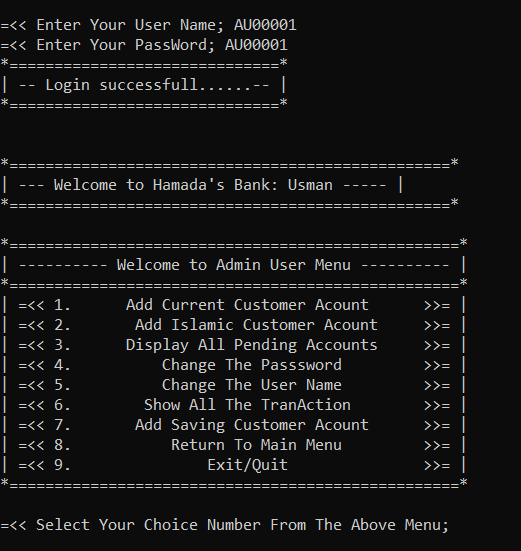 =<< Enter Your User Name; AU00001
=<< Enter Your PassWord; AU00001
*==============================*
| -- Login successfull......-- |
*==============================*
*=================================================*
| --- Welcome to Hamada's Bank: Usman ----- |
*=================================================*
*==================================================*
| ---------- Welcome to Admin User Menu ---------- |
*==================================================*
| =<< 1.      Add Current Customer Acount      >>= |
| =<< 2.       Add Islamic Customer Acount     >>= |
| =<< 3.      Display All Pending Accounts     >>= |
| =<< 4.          Change The Passsword         >>= |
| =<< 5.          Change The User Name         >>= |
| =<< 6.        Show All The TranAction        >>= |
| =<< 7.       Add Saving Customer Acount      >>= |
| =<< 8.           Return To Main Menu         >>= |
| =<< 9.               Exit/Quit               >>= |
*==================================================*
=<< Select Your Choice Number From The Above Menu;